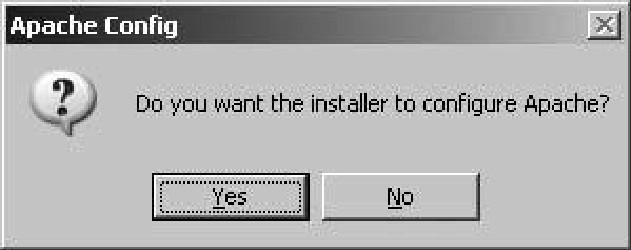 Apache Config
Do you want the installer to configure Apache?
Yes
No